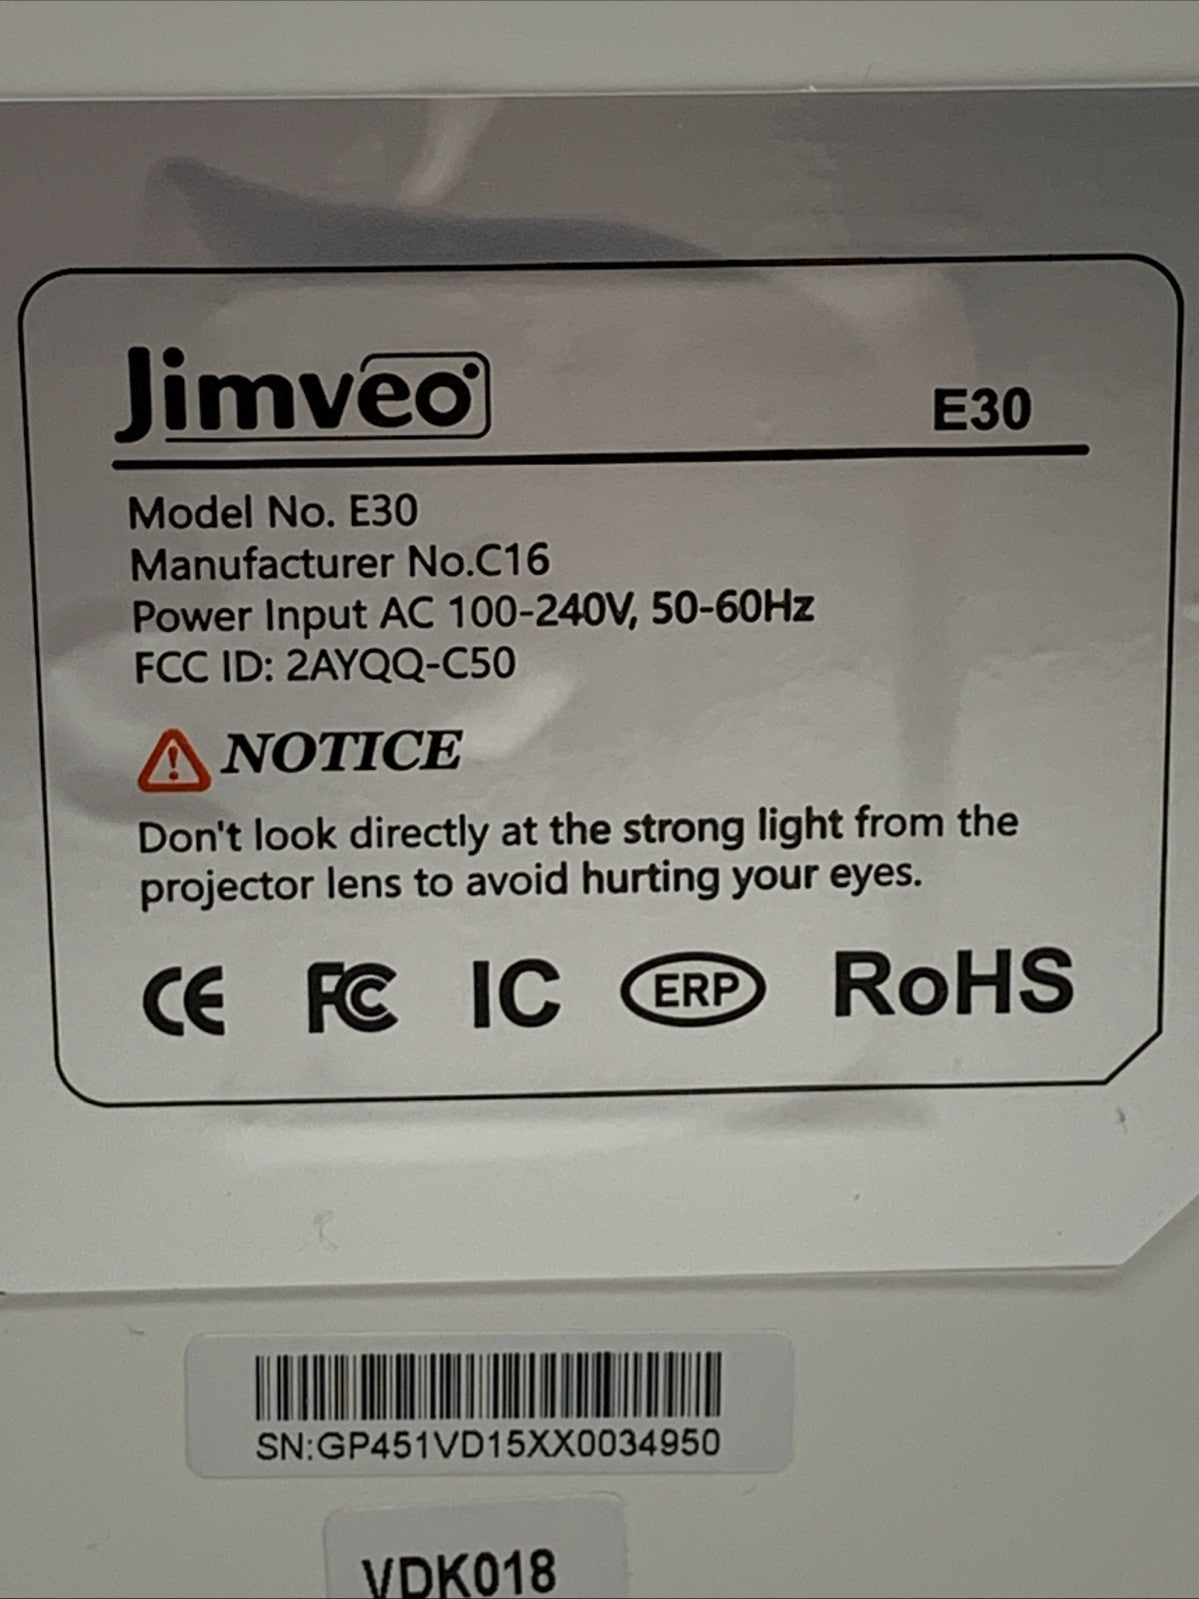 Jimveo
E30
Model No. E30
Manufacturer No.C16
Power Input AC 100-240V, 50-60Hz
FCC ID: 2AYQQ-C50
NOTICE
Don't look directly at the strong light from the
projector lens to avoid hurting your eyes.
CE FC IC ERP RoHS
SN:GP451VD15XX0034950
VDK018